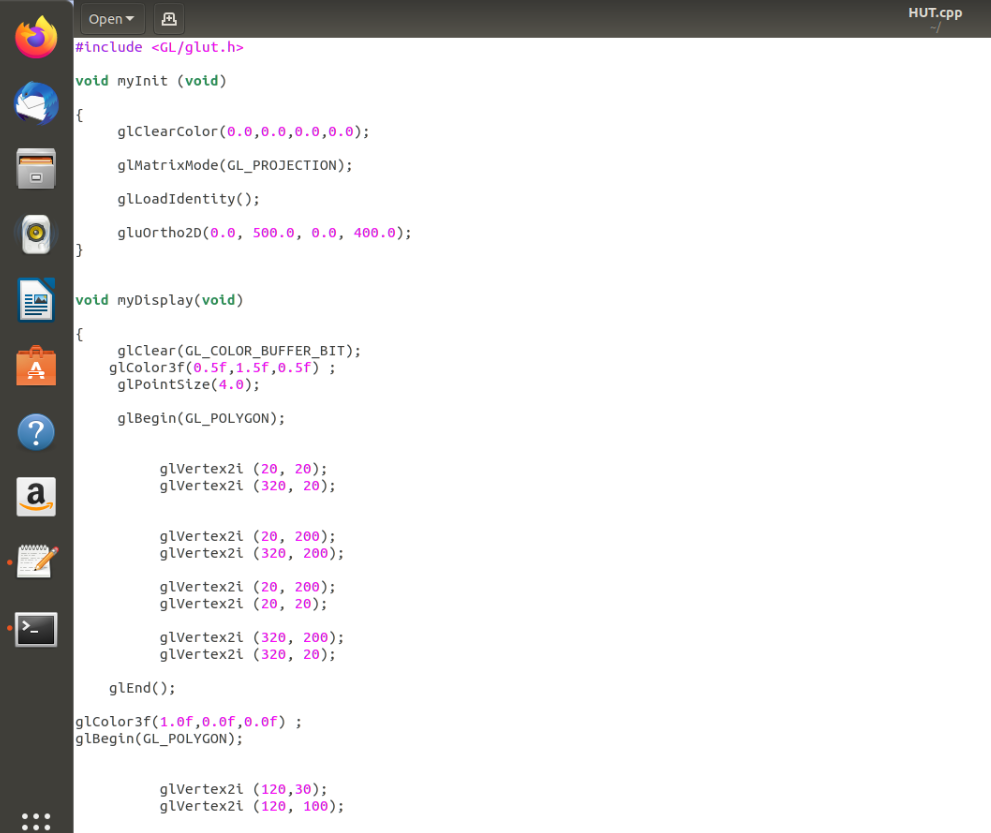 Open
HUT.cpp
~/
#include <GL/glut.h>
void myInit (void)
{
glClearColor(0.0,0.0,0.0,0.0);
glMatrixMode(GL_PROJECTION);
glLoadIdentity();
gluOrtho2D(0.0, 500.0, 0.0, 400.0);
}
void myDisplay(void)
{
glClear(GL_COLOR_BUFFER_BIT);
glColor3f(0.5f,1.5f,0.5f) ;
glPointSize(4.0);
glBegin(GL_POLYGON);
glVertex2i (20, 20);
glVertex2i (320, 20);
glVertex2i (20, 200);
glVertex2i (320, 200);
glVertex2i (20, 200);
glVertex2i (20, 20);
glVertex2i (320, 200);
glVertex2i (320, 20);
glEnd();
glColor3f(1.0f,0.0f,0.0f) ;
glBegin(GL_POLYGON);
glVertex2i (120,30);
glVertex2i (120, 100);